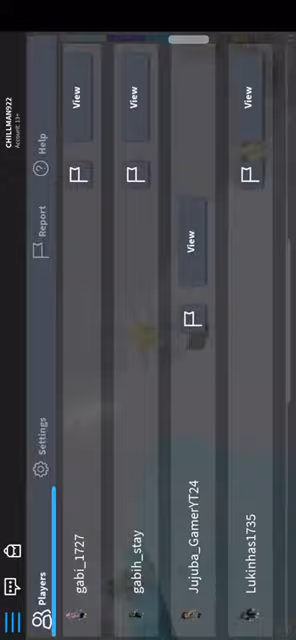 CHILLMAN922
Account: 13+
Players
Settings
Report
Help
gabi_1727
View
gabih_stay
View
Jujuba_GamerYT24
View
Lukinhas1735
View